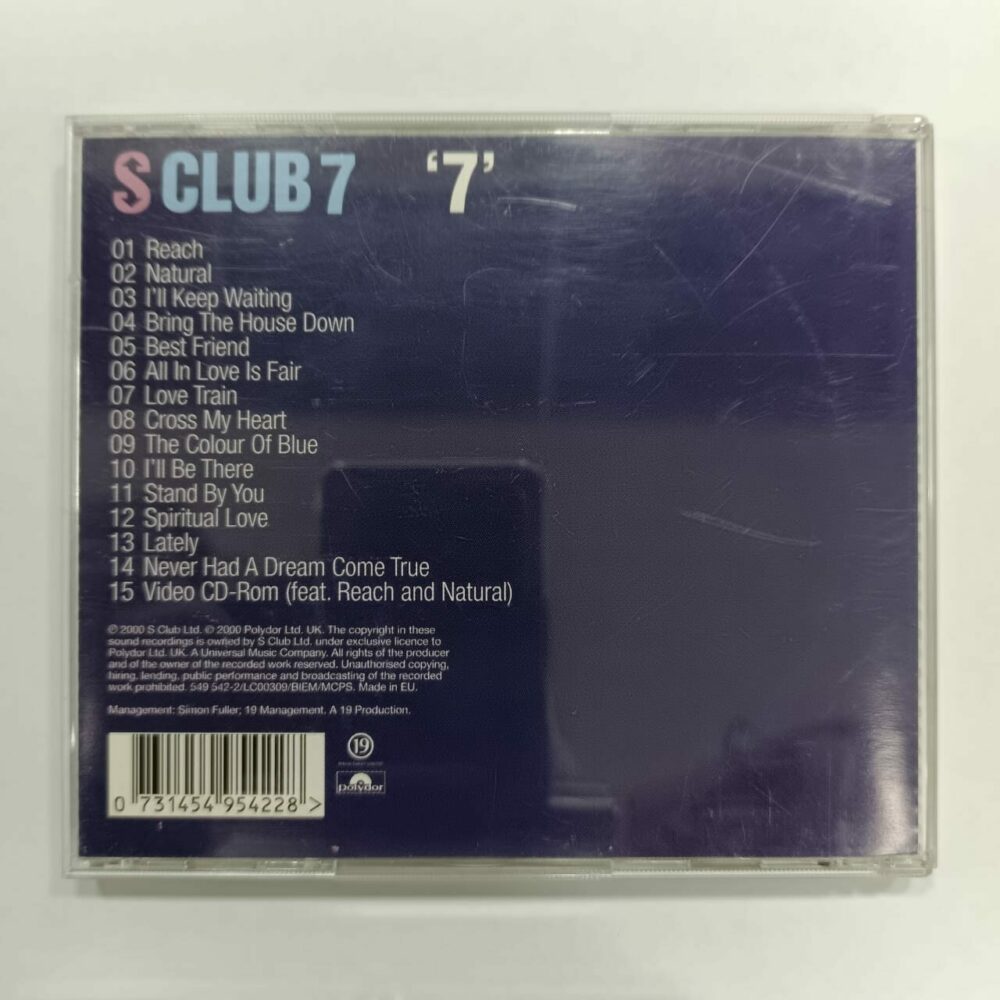 S CLUB 7 '7'
01 Reach
02 Natural
03 I'll Keep Waiting
04 Bring The House Down
05 Best Friend
06 All In Love Is Fair
07 Love Train
08 Cross My Heart
09 The Colour Of Blue
10 I'll Be There
11 Stand By You
12 Spiritual Love
13 Lately
14 Never Had A Dream Come True
15 Video CD-Rom (feat. Reach and Natural)
℗ 2000 S Club Ltd. © 2000 Polydor Ltd. UK. The copyright in these
sound recordings is owned by S Club Ltd. under exclusive licence to
Polydor Ltd. UK. A Universal Music Company. All rights of the producer
and of the owner of the recorded work reserved. Unauthorised copying,
hiring, lending, public performance and broadcasting of the recorded
work prohibited. 549 542-2/LC00309/BIEM/MCPS. Made in EU.
Management: Simon Fuller; 19 Management. A 19 Production.
19
polydor
0 731454 954228 >